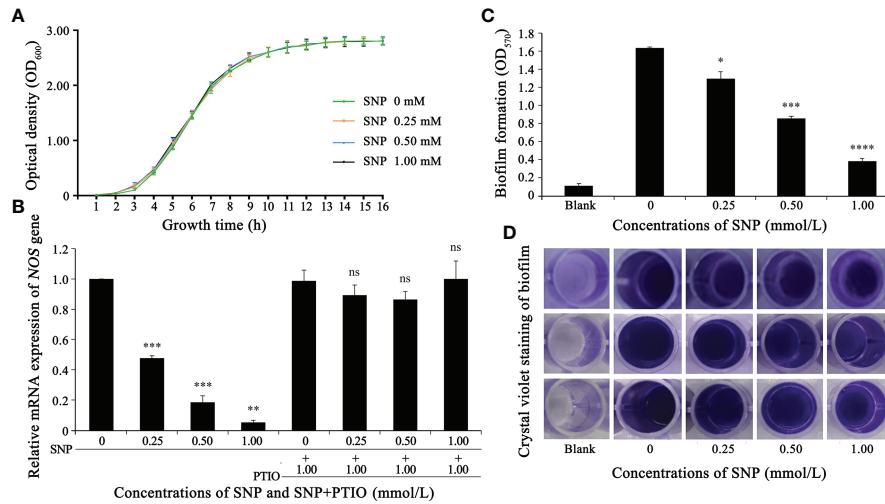 A
Optical density (OD600)
3.00
2.00
1.00
0
SNP 0 mM
SNP 0.25 mM
SNP 0.50 mM
SNP 1.00 mM
1 2 3 4 5 6 7 8 9 10 11 12 13 14 15 16
Growth time (h)
B
Relative mRNA expression of NOS gene
1.2
1.0
0.8
0.6
0.4
0.2
0
*** *** ** ns ns ns
SNP 0 0.25 0.50 1.00 0 0.25 0.50 1.00
+ + + +
PTIO 1.00 1.00 1.00 1.00
Concentrations of SNP and SNP+PTIO (mmol/L)
C
Biofilm formation (OD570)
1.8
1.6
1.4
1.2
1.0
0.8
0.6
0.4
0.2
0
* *** ****
Blank 0 0.25 0.50 1.00
Concentrations of SNP (mmol/L)
D
Crystal violet staining of biofilm
Blank 0 0.25 0.50 1.00
Concentrations of SNP (mmol/L)